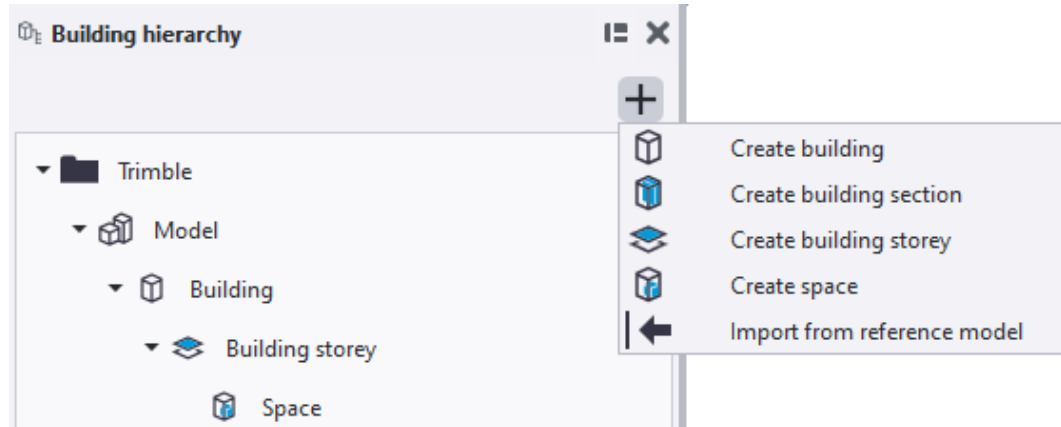 Building hierarchy
Trimble
Model
Building
Building storey
Space
Create building
Create building section
Create building storey
Create space
Import from reference model